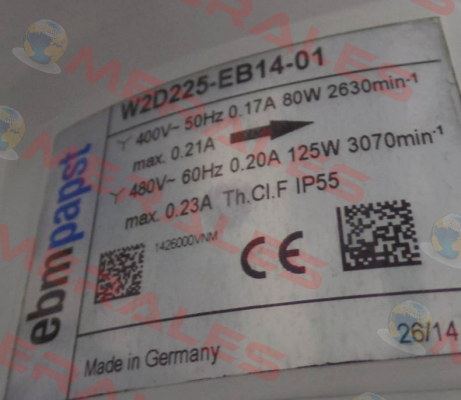 ebmpapst
W2D225-EB14-01
Y 400V~ 50Hz 0.17A 80W 2630min-1
max. 0.21A
Y 480V~ 60Hz 0.20A 125W 3070min-1
max. 0.23A Th.Cl.F IP55
1426000VNM
CE
Made in Germany
26/14
MERALES